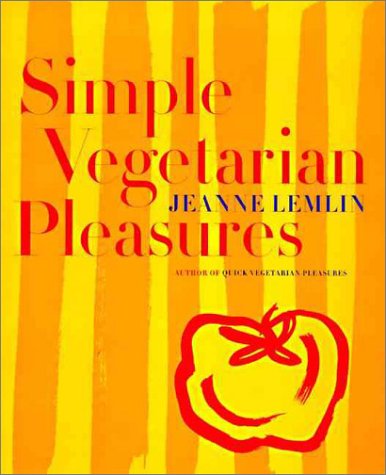 Simple
Vegetarian
JEANNE LEMLIN
Pleasures
AUTHOR OF QUICK VEGETARIAN PLEASURES